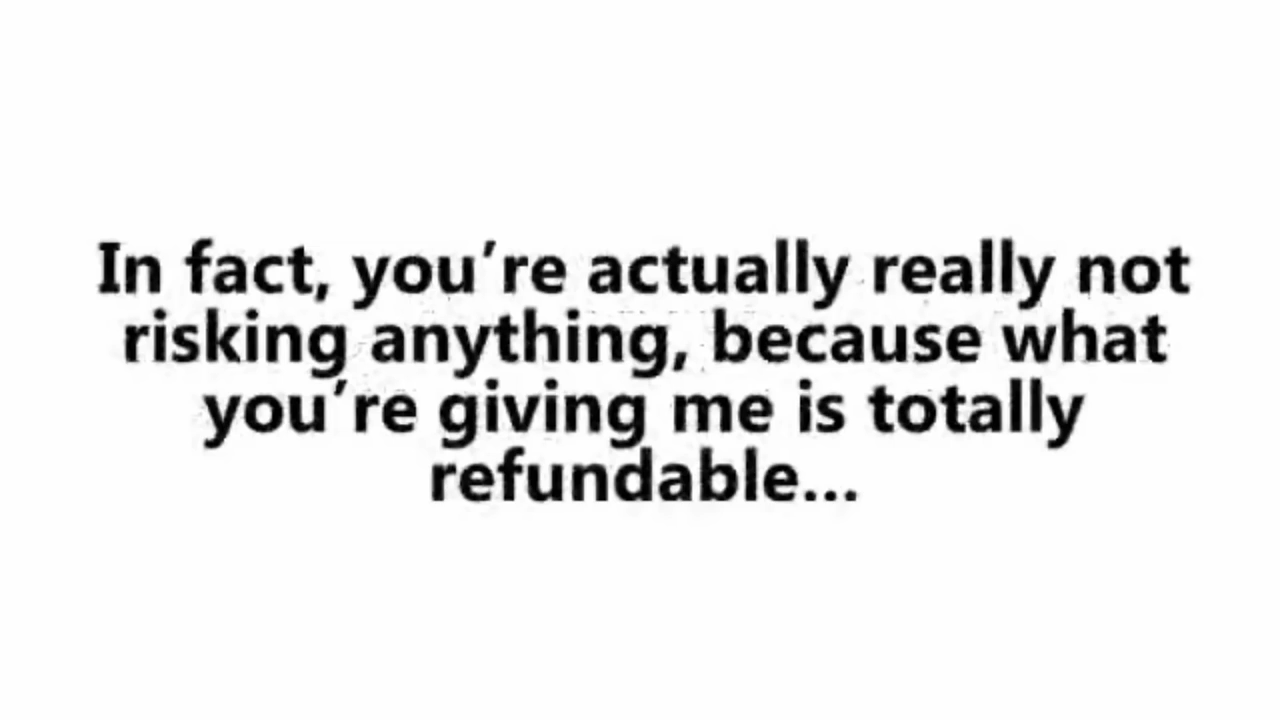 In fact, you’re actually really not
risking anything, because what
you’re giving me is totally
refundable...